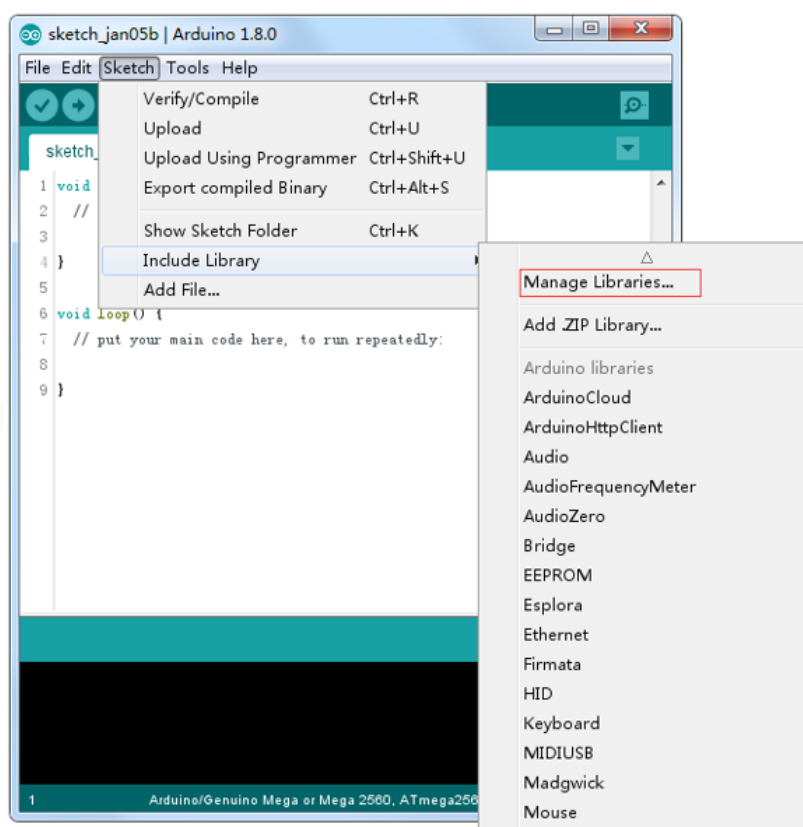 sketch_jan05b | Arduino 1.8.0
File Edit Sketch Tools Help
Verify/Compile Ctrl+R
Upload Ctrl+U
Upload Using Programmer Ctrl+Shift+U
Export compiled Binary Ctrl+Alt+S
Show Sketch Folder Ctrl+K
Include Library
Add File...
sketch_
1 void
2 //
3
4 }
5
6 void loop() {
7 // put your main code here, to run repeatedly:
8
9 }
Manage Libraries...
Add .ZIP Library...
Arduino libraries
ArduinoCloud
ArduinoHttpClient
Audio
AudioFrequencyMeter
AudioZero
Bridge
EEPROM
Esplora
Ethernet
Firmata
HID
Keyboard
MIDIUSB
Madgwick
Mouse
1 Arduino/Genuino Mega or Mega 2560, ATmega256